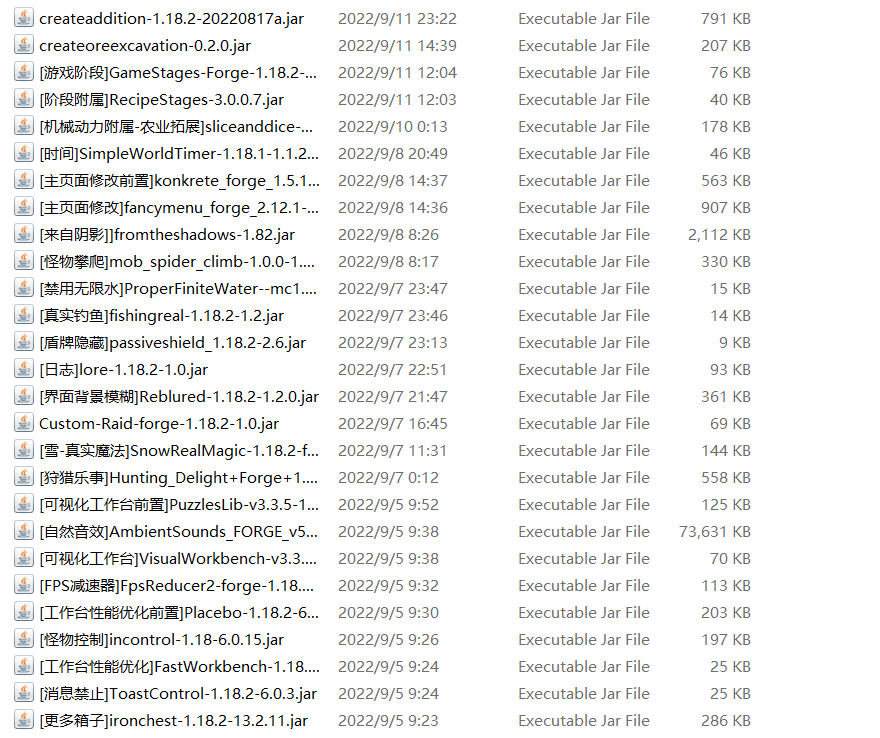 createaddition-1.18.2-20220817a.jar 2022/9/11 23:22 Executable Jar File 791 KB
createoreexcavation-0.2.0.jar 2022/9/11 14:39 Executable Jar File 207 KB
[游戏阶段]GameStages-Forge-1.18.2-... 2022/9/11 12:04 Executable Jar File 76 KB
[阶段附属]RecipeStages-3.0.0.7.jar 2022/9/11 12:03 Executable Jar File 40 KB
[机械动力附属-农业拓展]sliceanddice-... 2022/9/10 0:13 Executable Jar File 178 KB
[时间]SimpleWorldTimer-1.18.1-1.1.2... 2022/9/8 20:49 Executable Jar File 46 KB
[主页面修改前置]konkrete_forge_1.5.1... 2022/9/8 14:37 Executable Jar File 563 KB
[主页面修改]fancymenu_forge_2.12.1-... 2022/9/8 14:36 Executable Jar File 907 KB
[来自阴影]]fromtheshadows-1.82.jar 2022/9/8 8:26 Executable Jar File 2,112 KB
[怪物攀爬]mob_spider_climb-1.0.0-1.... 2022/9/8 8:17 Executable Jar File 330 KB
[禁用无限水]ProperFiniteWater--mc1.... 2022/9/7 23:47 Executable Jar File 15 KB
[真实钓鱼]fishingreal-1.18.2-1.2.jar 2022/9/7 23:46 Executable Jar File 14 KB
[盾牌隐藏]passiveshield_1.18.2-2.6.jar 2022/9/7 23:13 Executable Jar File 9 KB
[日志]lore-1.18.2-1.0.jar 2022/9/7 22:51 Executable Jar File 93 KB
[界面背景模糊]Reblured-1.18.2-1.2.0.jar 2022/9/7 21:47 Executable Jar File 361 KB
Custom-Raid-forge-1.18.2-1.0.jar 2022/9/7 16:45 Executable Jar File 69 KB
[雪-真实魔法]SnowRealMagic-1.18.2-f... 2022/9/7 11:31 Executable Jar File 144 KB
[狩猎乐事]Hunting_Delight+Forge+1.... 2022/9/7 0:12 Executable Jar File 558 KB
[可视化工作台前置]PuzzlesLib-v3.3.5-1... 2022/9/5 9:52 Executable Jar File 125 KB
[自然音效]AmbientSounds_FORGE_v5... 2022/9/5 9:38 Executable Jar File 73,631 KB
[可视化工作台]VisualWorkbench-v3.3.... 2022/9/5 9:38 Executable Jar File 70 KB
[FPS减速器]FpsReducer2-forge-1.18.... 2022/9/5 9:32 Executable Jar File 113 KB
[工作台性能优化前置]Placebo-1.18.2-6... 2022/9/5 9:30 Executable Jar File 203 KB
[怪物控制]incontrol-1.18-6.0.15.jar 2022/9/5 9:26 Executable Jar File 197 KB
[工作台性能优化]FastWorkbench-1.18.... 2022/9/5 9:24 Executable Jar File 25 KB
[消息禁止]ToastControl-1.18.2-6.0.3.jar 2022/9/5 9:24 Executable Jar File 25 KB
[更多箱子]ironchest-1.18.2-13.2.11.jar 2022/9/5 9:23 Executable Jar File 286 KB